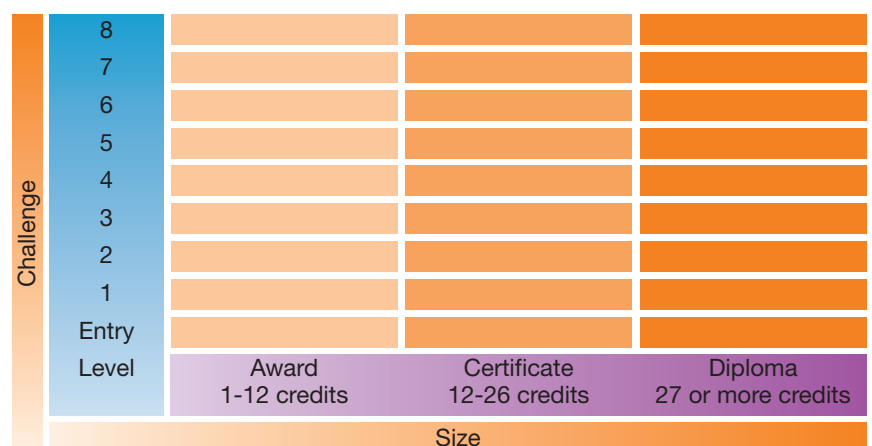 Challenge
8
7
6
5
4
3
2
1
Entry
Level
Award
1-12 credits
Certificate
12-26 credits
Diploma
27 or more credits
Size